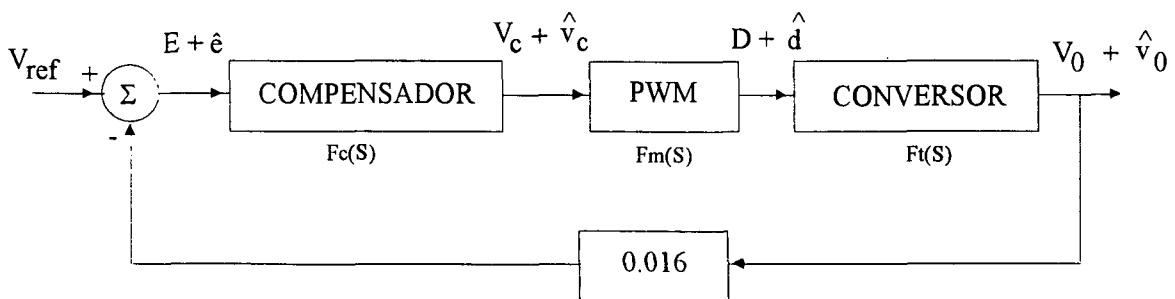 V_ref
+
-
Σ
E + ê
COMPENSADOR
Fc(S)
V_c + v̂_c
PWM
Fm(S)
D + d̂
CONVERSOR
Ft(S)
V_0 + v̂_0
0.016